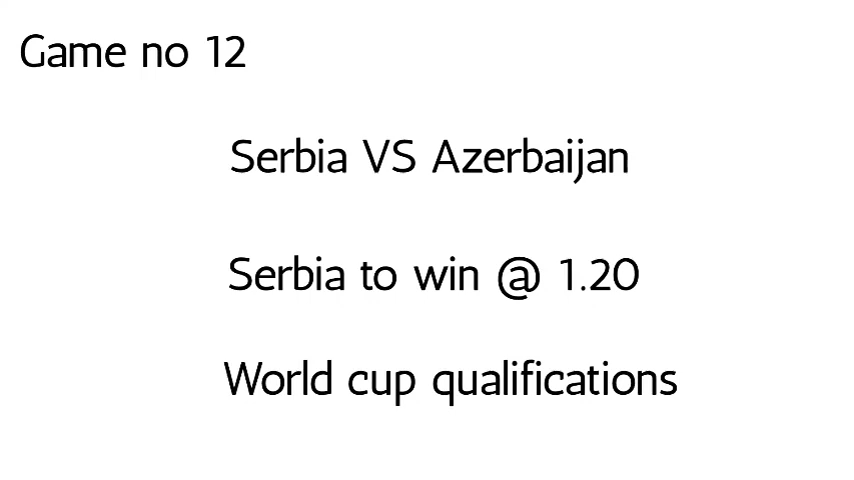 Game no 12
Serbia VS Azerbaijan
Serbia to win @ 1.20
World cup qualifications